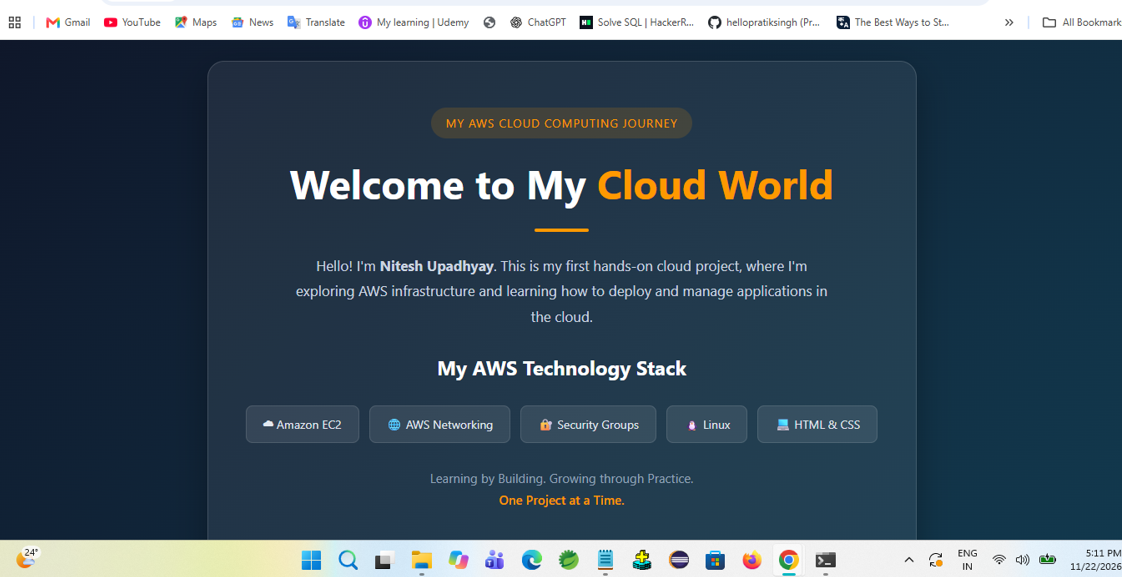 Gmail
YouTube
Maps
News
Translate
My learning | Udemy
ChatGPT
Solve SQL | HackerR...
hellopratiksingh (Pr...
The Best Ways to St...
»
All Bookmark
MY AWS CLOUD COMPUTING JOURNEY
Welcome to My Cloud World
Hello! I'm Nitesh Upadhyay. This is my first hands-on cloud project, where I'm
exploring AWS infrastructure and learning how to deploy and manage applications in
the cloud.
My AWS Technology Stack
Amazon EC2
AWS Networking
Security Groups
Linux
HTML & CSS
Learning by Building. Growing through Practice.
One Project at a Time.
24°
ENG
IN
5:11 PM
11/22/2026